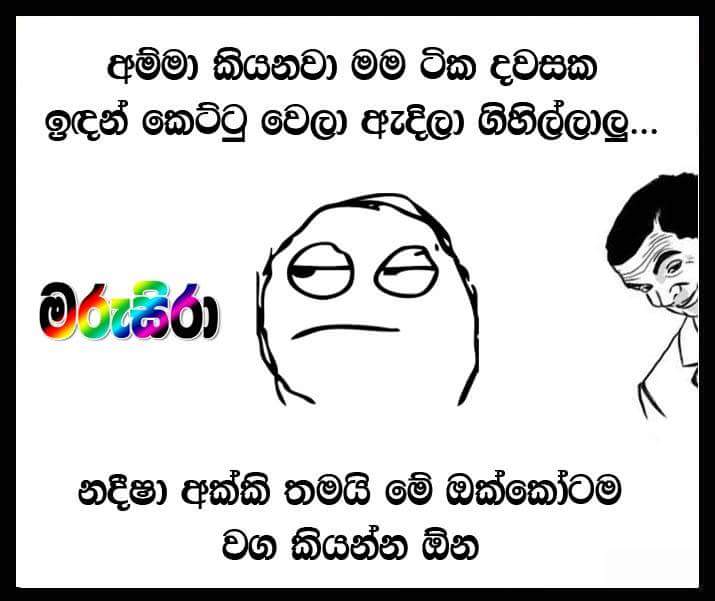 අම්මා කියනවා මම ටික දවසක
ඉඳන් කෙට්ටු වෙලා ඇදිලා ගිහිල්ලාලු...
මරුසිරා
නදීෂා අක්කි තමයි මේ ඔක්කෝටම
වග කියන්න ඕන